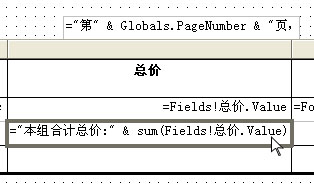 ="第" & Globals.PageNumber & "页,
总价
=Fields!总价.Value
=Fo
="本组合计总价:" & sum(Fields!总价.Value)